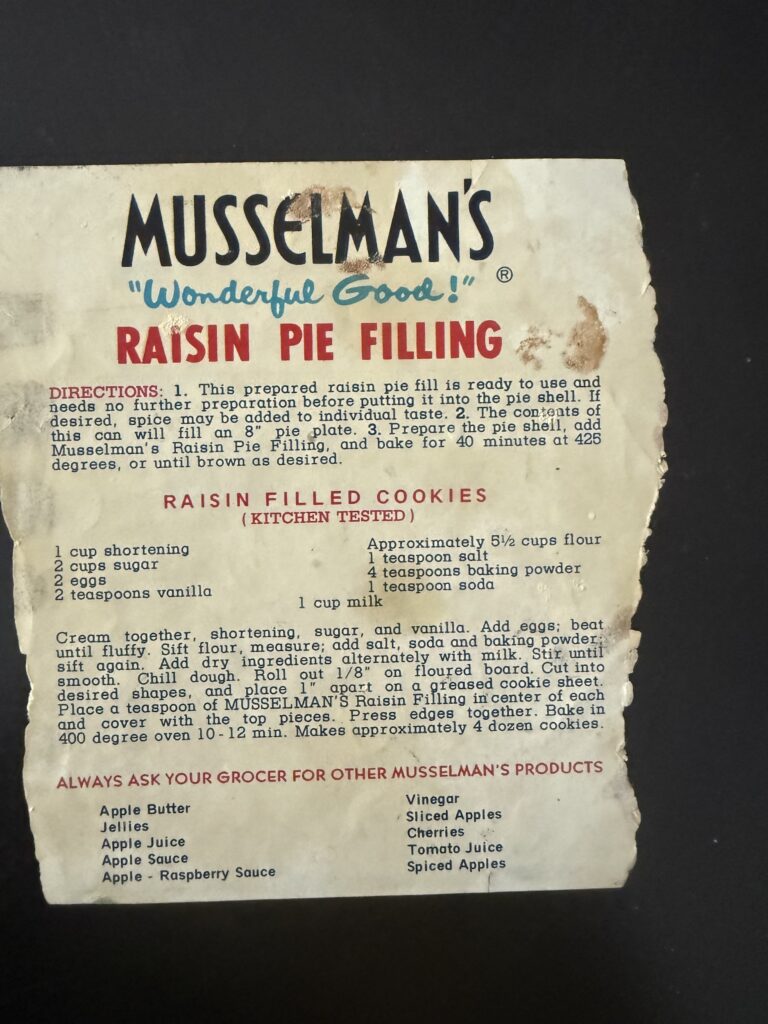 MUSSELMAN'S
"Wonderful Good!" ®
RAISIN PIE FILLING
DIRECTIONS: 1. This prepared raisin pie fill is ready to use and
needs no further preparation before putting it into the pie shell. If
desired, spice may be added to individual taste. 2. The contents of
this can will fill an 8" pie plate. 3. Prepare the pie shell, add
Musselman's Raisin Pie Filling, and bake for 40 minutes at 425
degrees, or until brown as desired.
RAISIN FILLED COOKIES
(KITCHEN TESTED)
1 cup shortening
2 cups sugar
2 eggs
2 teaspoons vanilla
Approximately 5½ cups flour
1 teaspoon salt
4 teaspoons baking powder
1 teaspoon soda
1 cup milk
Cream together, shortening, sugar, and vanilla. Add eggs; beat
until fluffy. Sift flour, measure; add salt, soda and baking powder;
sift again. Add dry ingredients alternately with milk. Stir until
smooth. Chill dough. Roll out 1/8" on floured board. Cut into
desired shapes, and place 1" apart on a greased cookie sheet.
Place a teaspoon of MUSSELMAN'S Raisin Filling in center of each
and cover with the top pieces. Press edges together. Bake in
400 degree oven 10-12 min. Makes approximately 4 dozen cookies.
ALWAYS ASK YOUR GROCER FOR OTHER MUSSELMAN'S PRODUCTS
Apple Butter
Jellies
Apple Juice
Apple Sauce
Apple - Raspberry Sauce
Vinegar
Sliced Apples
Cherries
Tomato Juice
Spiced Apples